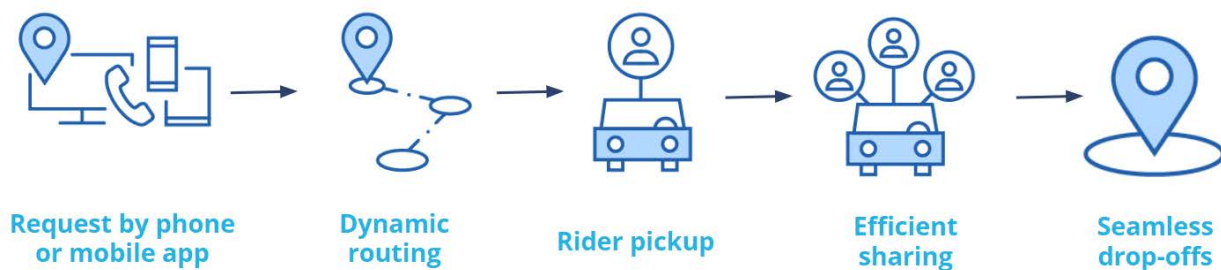 Request by phone
or mobile app
Dynamic
routing
Rider pickup
Efficient
sharing
Seamless
drop-offs